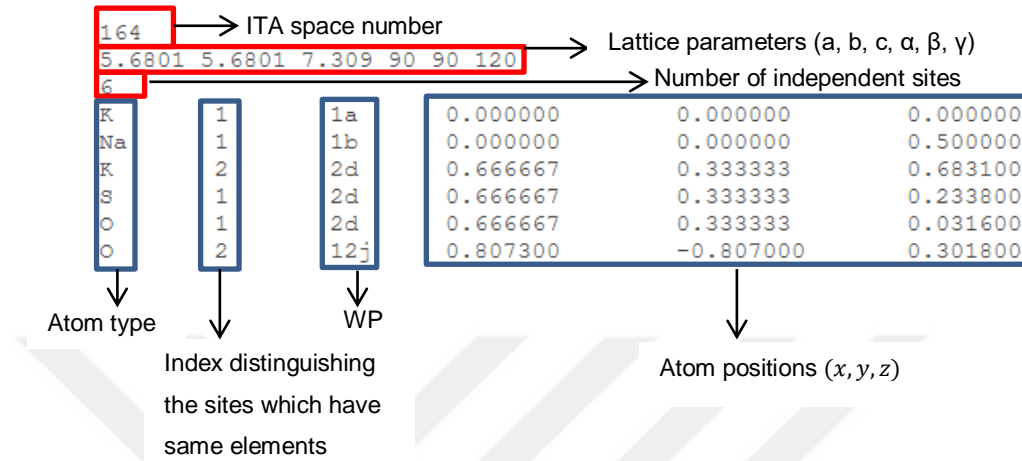 164 ITA space number
5.6801 5.6801 7.309 90 90 120 Lattice parameters (a, b, c, α, β, γ)
6 Number of independent sites
K 1 1a 0.000000 0.000000 0.000000
Na 1 1b 0.000000 0.000000 0.500000
K 2 2d 0.666667 0.333333 0.683100
S 1 2d 0.666667 0.333333 0.233800
O 1 2d 0.666667 0.333333 0.031600
O 2 12j 0.807300 -0.807000 0.301800
Atom type
WP
Index distinguishing
the sites which have
same elements
Atom positions (x, y, z)